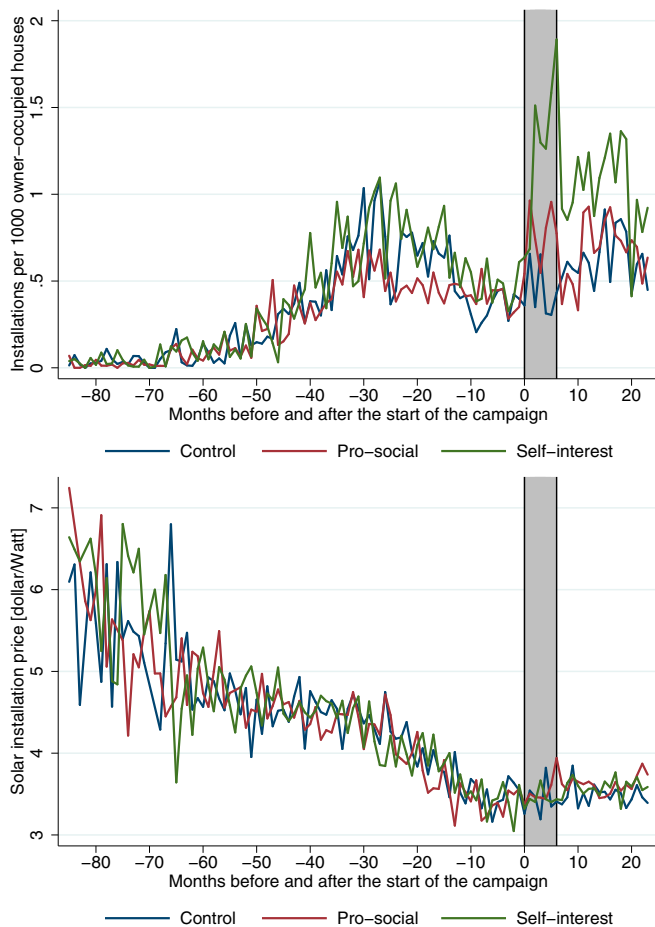 Installations per 1000 owner−occupied houses
2
1.5
1
.5
0
−80 −70 −60 −50 −40 −30 −20 −10 0 10 20
Months before and after the start of the campaign
Control Pro−social Self−interest
Solar installation price [dollar/Watt]
7
6
5
4
3
−80 −70 −60 −50 −40 −30 −20 −10 0 10 20
Months before and after the start of the campaign
Control Pro−social Self−interest